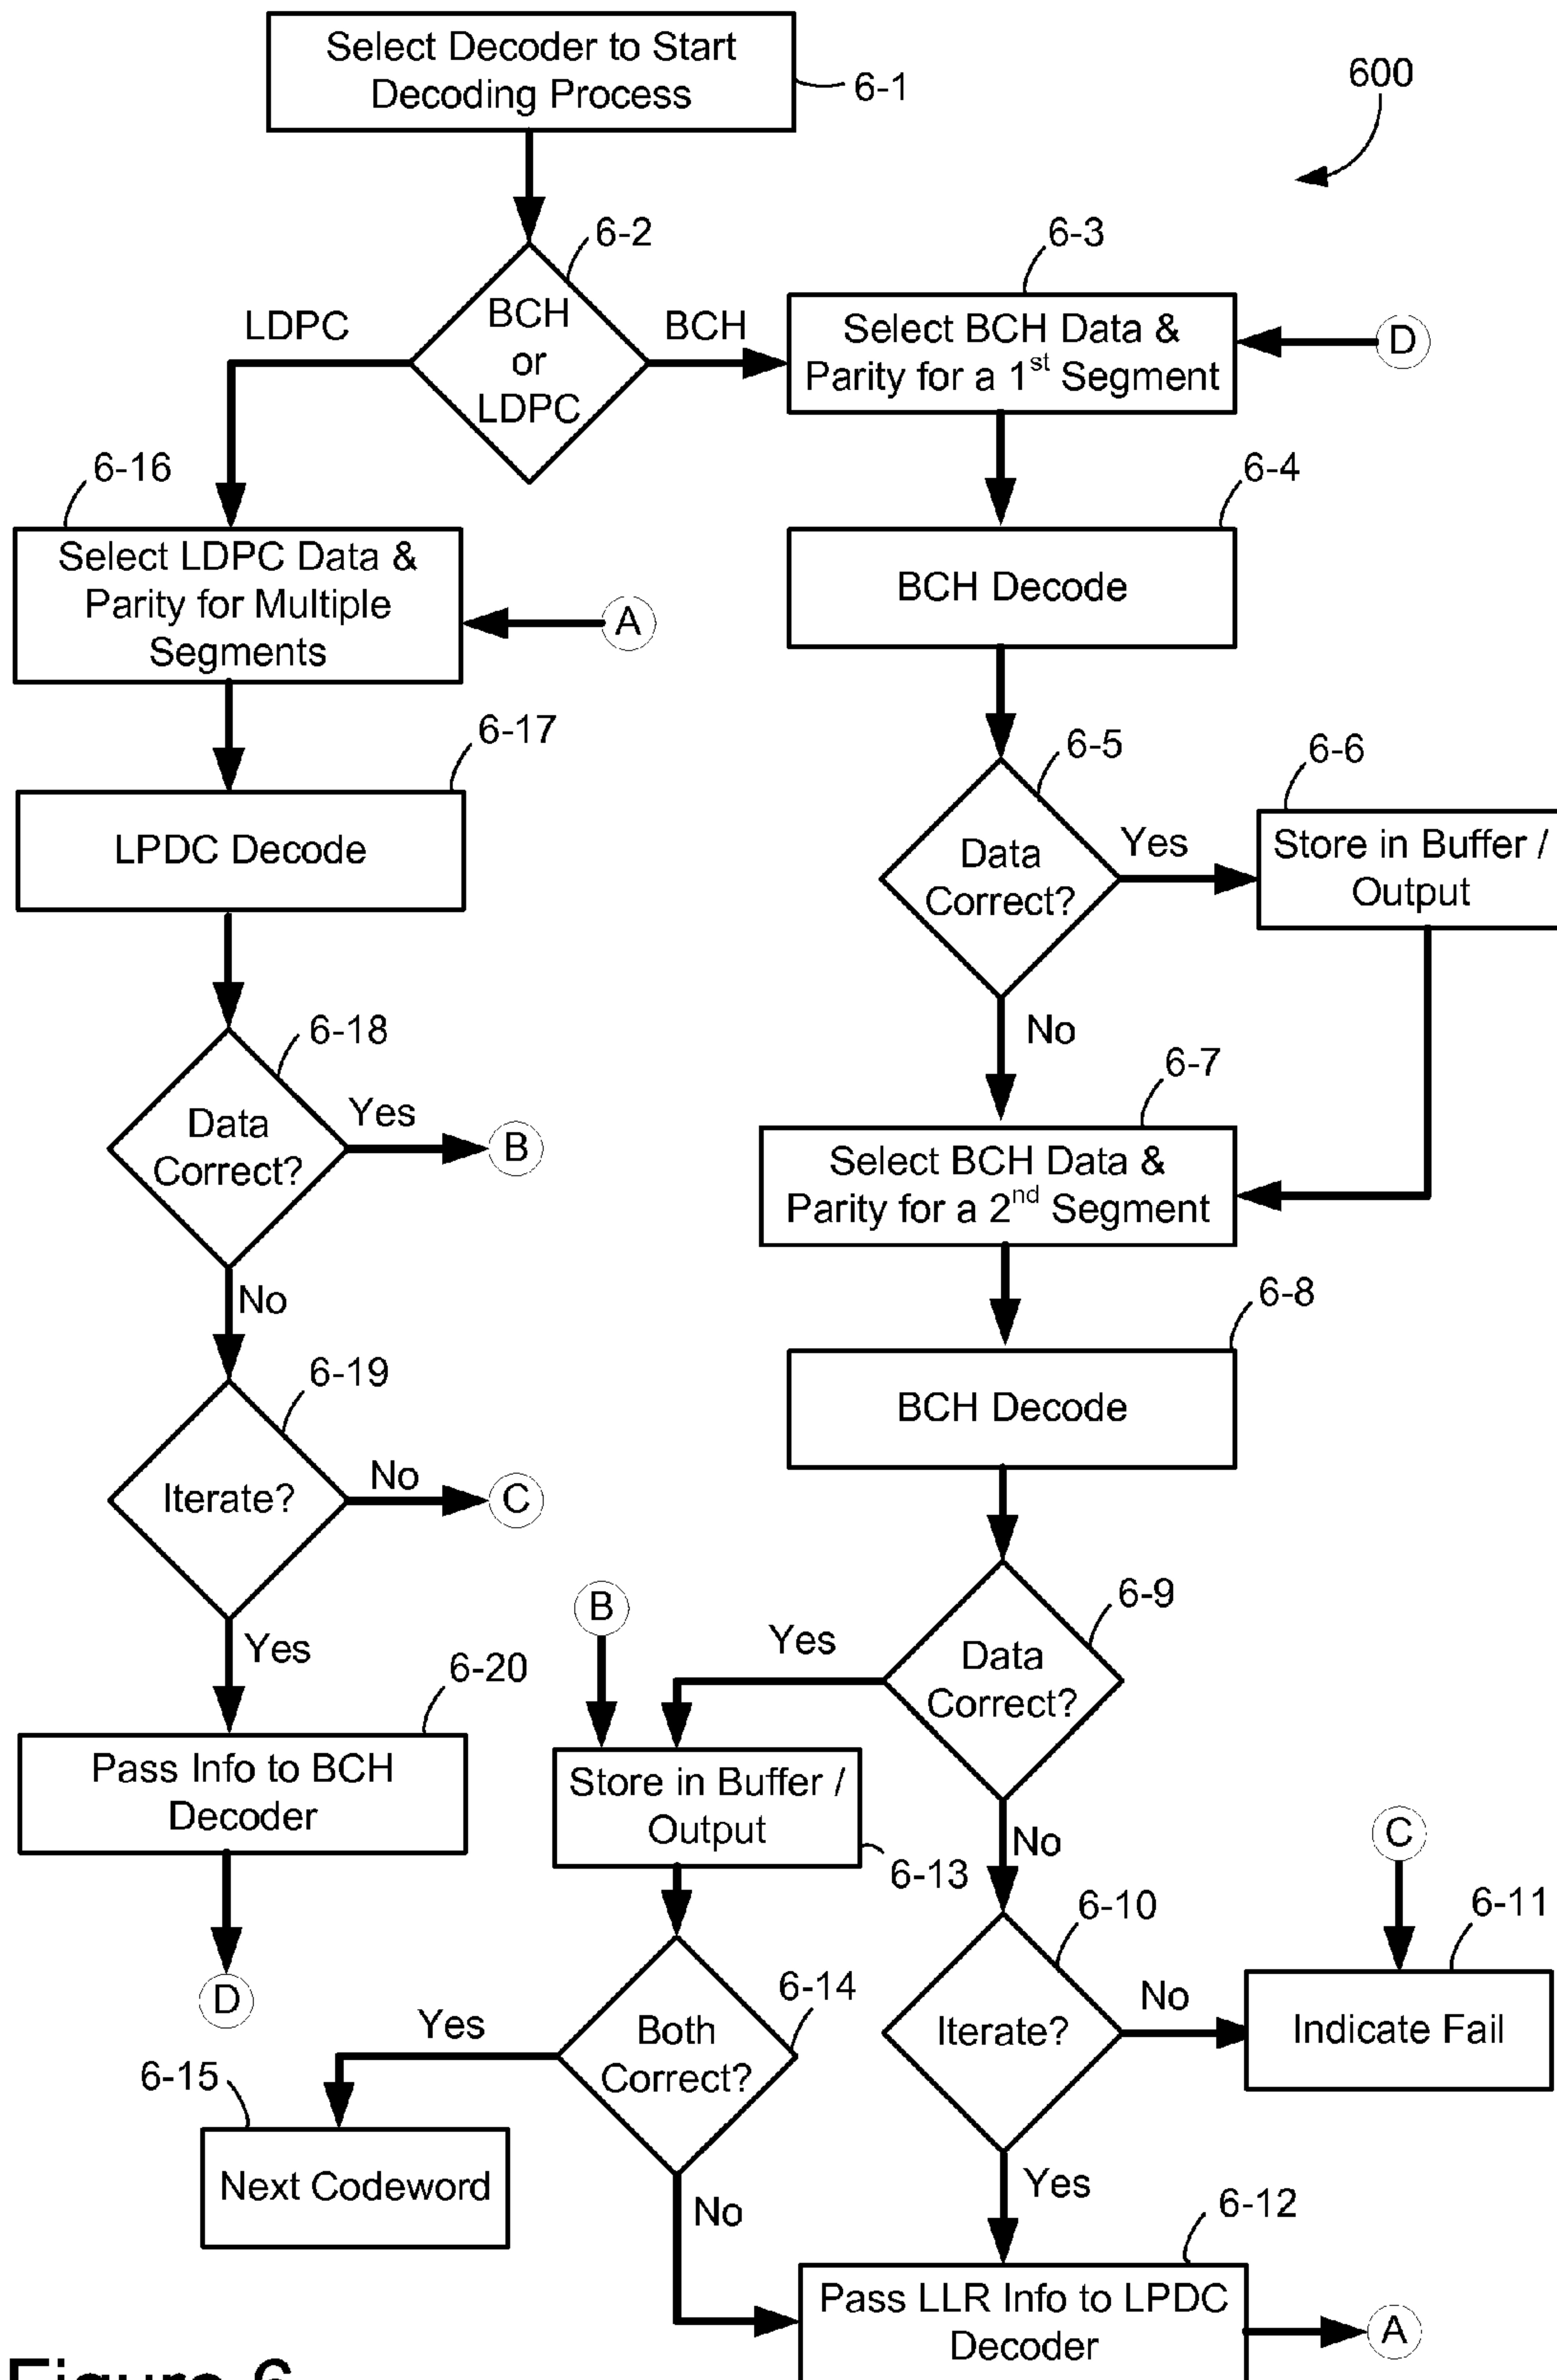 Select Decoder to Start
Decoding Process
6-1
600
6-2
BCH
or
LDPC
LDPC
BCH
6-3
Select BCH Data &
Parity for a 1st Segment
D
6-16
Select LDPC Data &
Parity for Multiple
Segments
A
6-4
BCH Decode
6-17
LPDC Decode
6-5
Data
Correct?
Yes
6-6
Store in Buffer /
Output
No
6-18
Data
Correct?
Yes
B
No
6-7
Select BCH Data &
Parity for a 2nd Segment
6-8
BCH Decode
6-19
Iterate?
No
C
Yes
6-20
Pass Info to BCH
Decoder
D
B
6-9
Data
Correct?
Yes
No
Store in Buffer /
Output
6-13
6-10
Iterate?
No
C
6-11
Indicate Fail
Yes
6-14
Both
Correct?
Yes
6-15
Next Codeword
No
6-12
Pass LLR Info to LPDC
Decoder
A
Figure 6